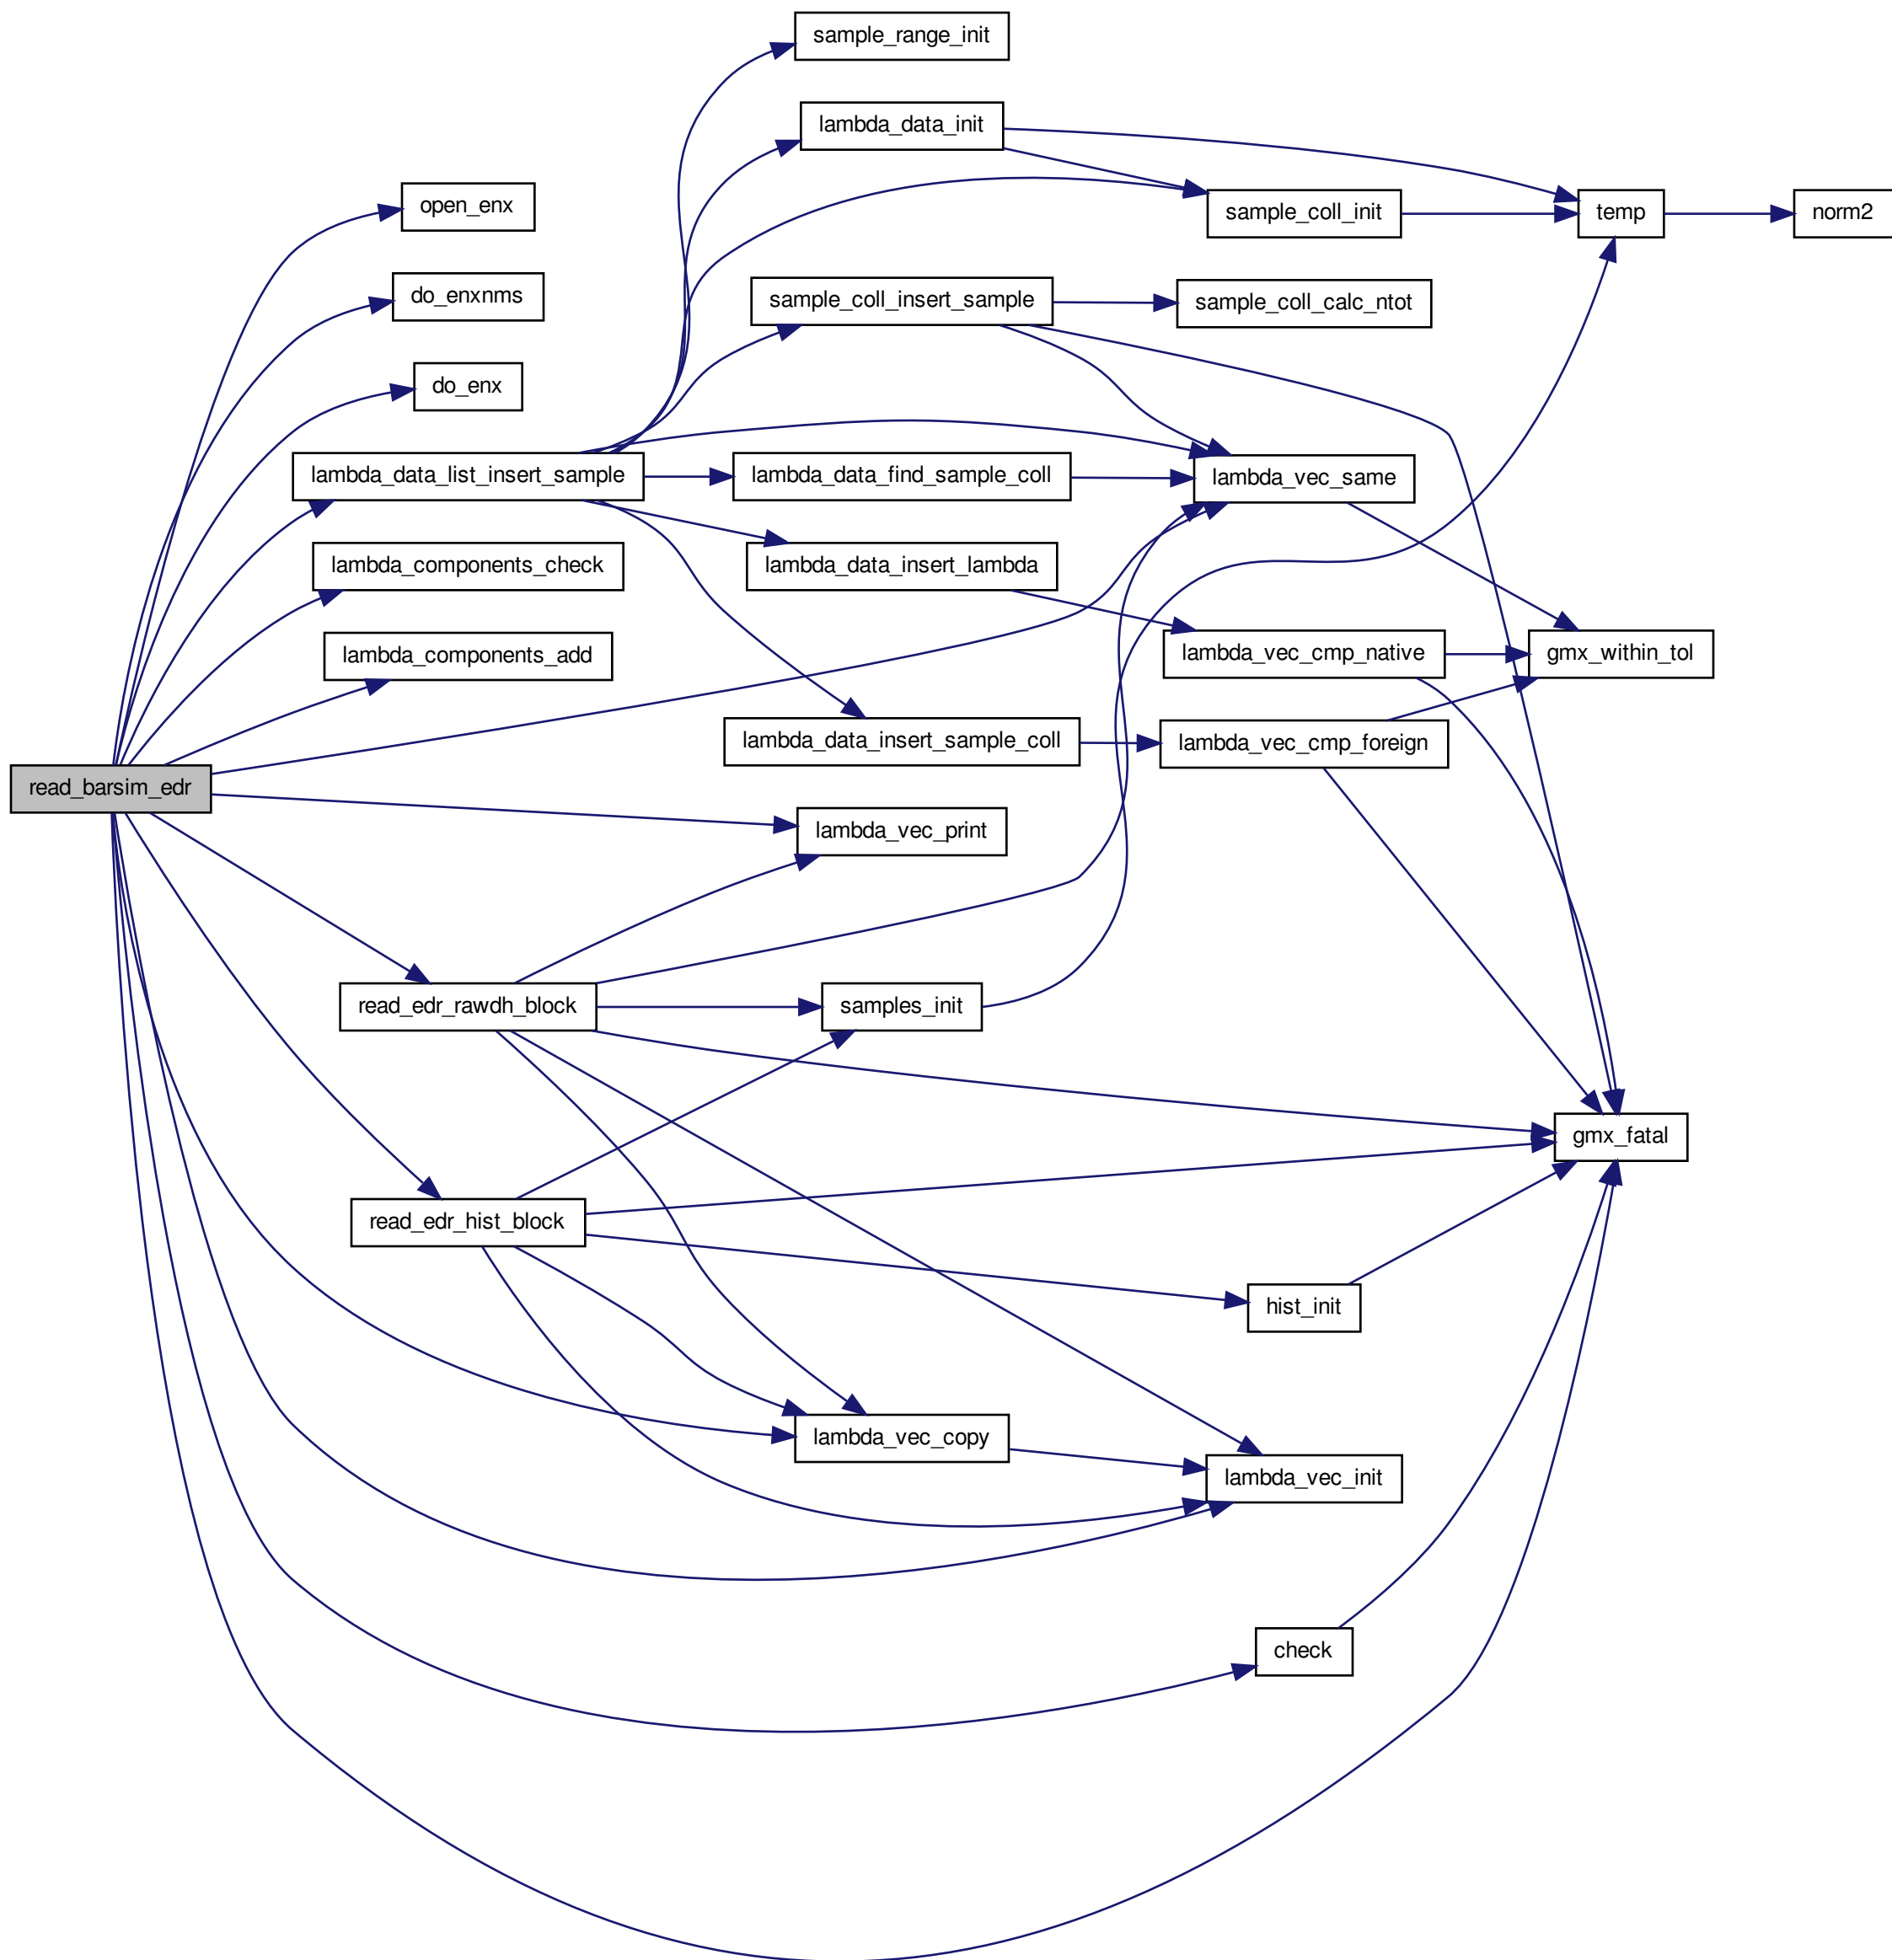 sample_range_init
lambda_data_init
open_enx
sample_coll_init
temp
norm2
do_enxnms
sample_coll_insert_sample
sample_coll_calc_ntot
do_enx
lambda_data_list_insert_sample
lambda_data_find_sample_coll
lambda_vec_same
lambda_components_check
lambda_data_insert_lambda
lambda_components_add
lambda_vec_cmp_native
gmx_within_tol
lambda_data_insert_sample_coll
lambda_vec_cmp_foreign
read_barsim_edr
lambda_vec_print
read_edr_rawdh_block
samples_init
gmx_fatal
read_edr_hist_block
hist_init
lambda_vec_copy
lambda_vec_init
check